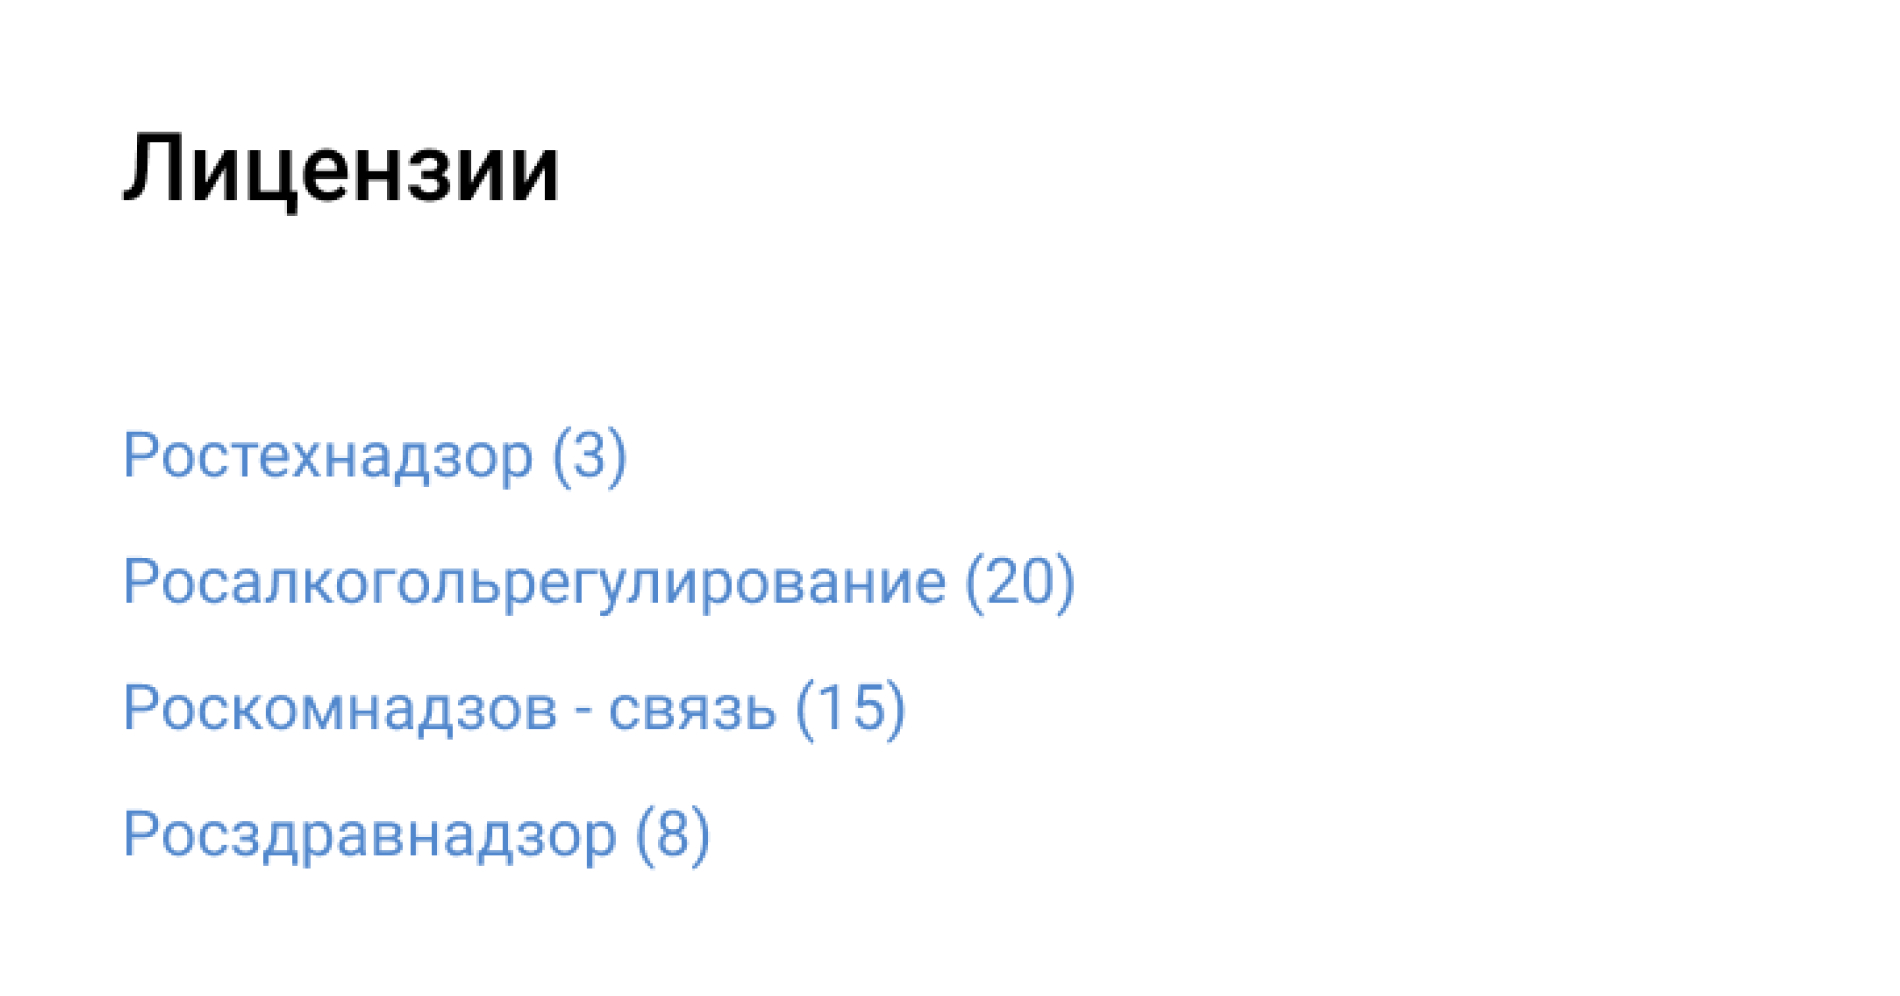 Лицензии
Ростехнадзор (3)
Росалкогольрегулирование (20)
Роскомнадзов - связь (15)
Росздравнадзор (8)